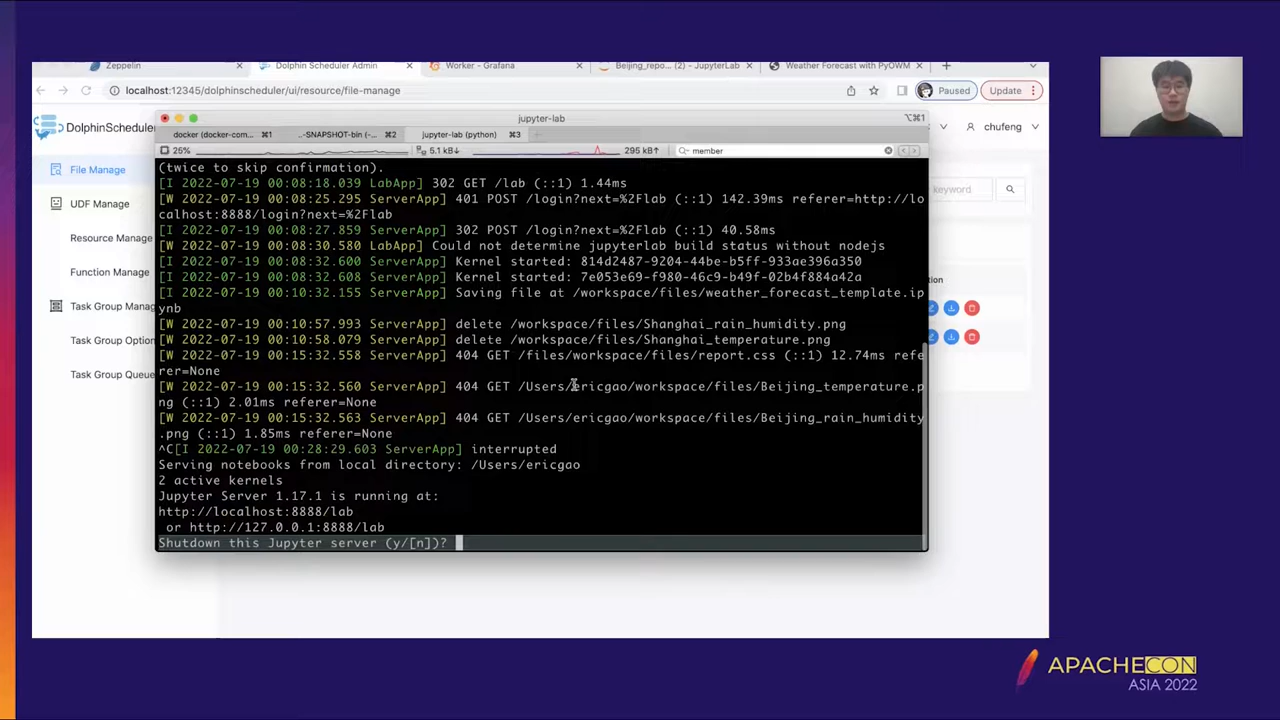 Zeppelin
Dolphin Scheduler Admin
Worker - Grafana
Beijing_repo... (2) - JupyterLab
Weather Forecast with PyOWM
localhost:12345/dolphinscheduler/ui/resource/file-manage
Paused
Update
DolphinScheduler
chufeng
File Manage
UDF Manage
Resource Manage
Function Manage
Task Group Manag
Task Group Option
Task Group Queue
keyword
tion
jupyter-lab
⌥⌘1
docker (docker-com... ⌘1
..-SNAPSHOT-bin (-... ⌘2
jupyter-lab (python) ⌘3
26%
5.1 kB↓
295 kB↑
member
(twice to skip confirmation).
[I 2022-07-19 00:08:18.039 LabApp] 302 GET /lab (::1) 1.44ms
[W 2022-07-19 00:08:25.295 ServerApp] 401 POST /login?next=%2Flab (::1) 142.39ms referer=http://lo
calhost:8888/login?next=%2Flab
[I 2022-07-19 00:08:27.859 ServerApp] 302 POST /login?next=%2Flab (::1) 40.58ms
[W 2022-07-19 00:08:30.580 LabApp] Could not determine jupyterlab build status without nodejs
[I 2022-07-19 00:08:32.600 ServerApp] Kernel started: 814d2487-9204-44be-b5ff-933ae396a350
[I 2022-07-19 00:08:32.608 ServerApp] Kernel started: 7e053e69-f980-46c9-b49f-02b4f884a42a
[I 2022-07-19 00:10:32.155 ServerApp] Saving file at /workspace/files/weather_forecast_template.ip
ynb
[W 2022-07-19 00:10:57.993 ServerApp] delete /workspace/files/Shanghai_rain_humidity.png
[W 2022-07-19 00:10:58.079 ServerApp] delete /workspace/files/Shanghai_temperature.png
[W 2022-07-19 00:15:32.558 ServerApp] 404 GET /files/workspace/files/report.css (::1) 12.74ms refe
rer=None
[W 2022-07-19 00:15:32.560 ServerApp] 404 GET /Users/ericgao/workspace/files/Beijing_temperature.p
ng (::1) 2.01ms referer=None
[W 2022-07-19 00:15:32.563 ServerApp] 404 GET /Users/ericgao/workspace/files/Beijing_rain_humidity
.png (::1) 1.85ms referer=None
^C[I 2022-07-19 00:28:29.603 ServerApp] interrupted
Serving notebooks from local directory: /Users/ericgao
2 active kernels
Jupyter Server 1.17.1 is running at:
http://localhost:8888/lab
or http://127.0.0.1:8888/lab
Shutdown this Jupyter server (y/[n])?
APACHECON
ASIA 2022